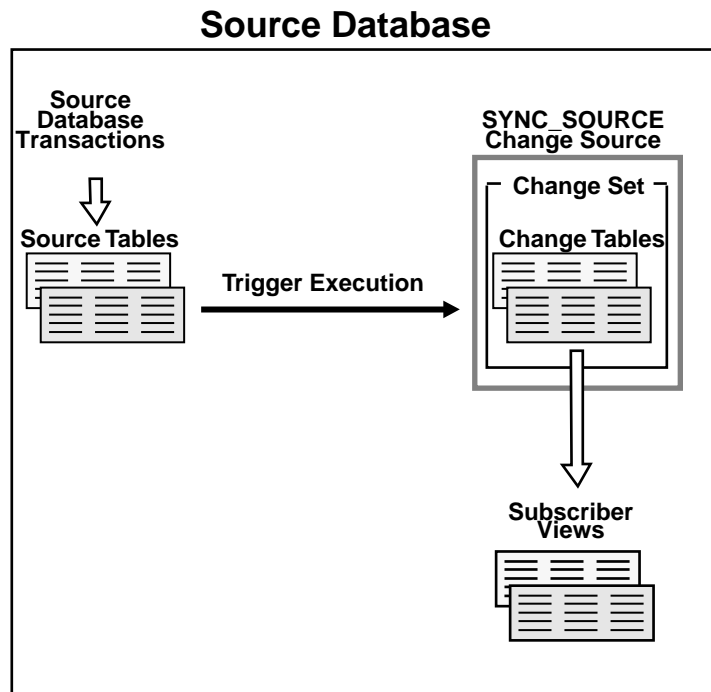 Source Database
Source
Database
Transactions
Source Tables
Trigger Execution
SYNC_SOURCE
Change Source
Change Set
Change Tables
Subscriber
Views